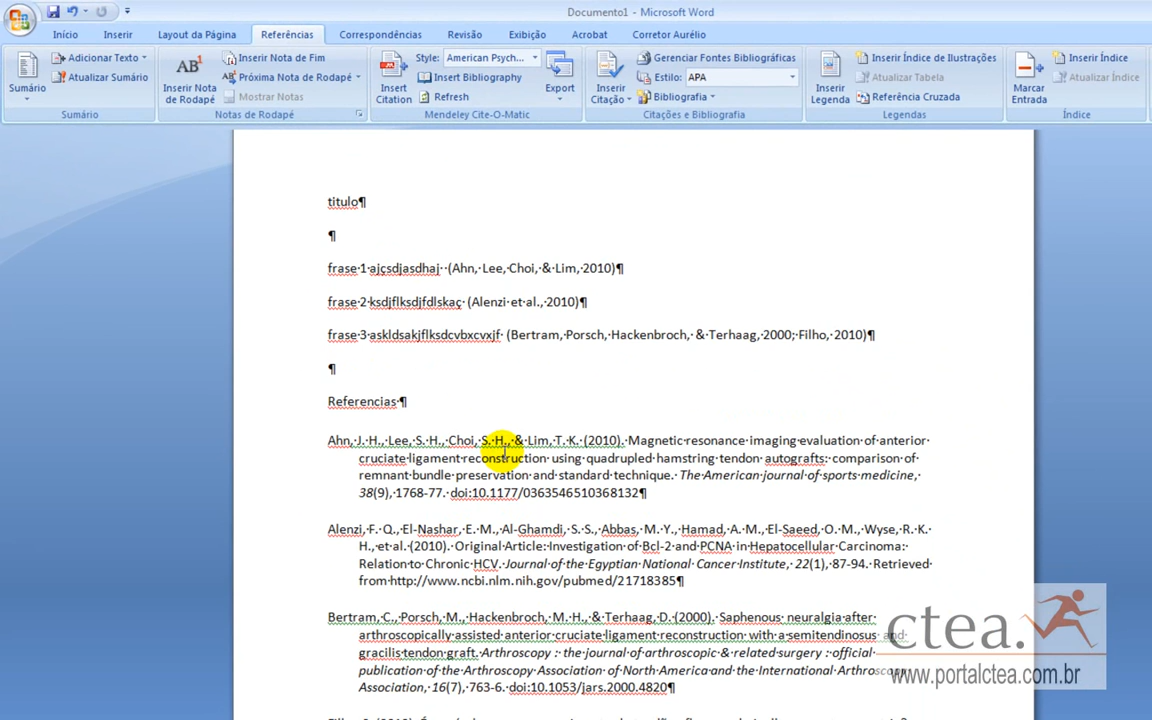 Documento1 - Microsoft Word
Início Inserir Layout da Página Referências Correspondências Revisão Exibição Acrobat Corretor Aurélio
Sumário
Adicionar Texto
Atualizar Sumário
Sumário
AB¹
Inserir Nota de Rodapé
Inserir Nota de Fim
Próxima Nota de Rodapé
Mostrar Notas
Notas de Rodapé
Insert Citation
Style: American Psych...
Insert Bibliography
Refresh
Export
Mendeley Cite-O-Matic
Inserir Citação
Gerenciar Fontes Bibliográficas
Estilo: APA
Bibliografia
Citações e Bibliografia
Inserir Legenda
Inserir Índice de Ilustrações
Atualizar Tabela
Referência Cruzada
Legendas
Marcar Entrada
Inserir Índice
Atualizar Índice
Índice
titulo¶
¶
frase·1·ajçsdjasdhaj··(Ahn,·Lee,·Choi,·&·Lim,·2010)¶
frase·2·ksdjflksdjfdlskaç·(Alenzi·et·al.,·2010)¶
frase·3·askldsakjflksdcvbxcvxjf·(Bertram,·Porsch,·Hackenbroch,·&·Terhaag,·2000;·Filho,·2010)¶
¶
Referencias·¶
Ahn,·J.·H.,·Lee,·S.·H.,·Choi,·S.·H.,·&·Lim,·T.·K.·(2010).·Magnetic·resonance·imaging·evaluation·of·anterior·
cruciate·ligament·reconstruction·using·quadrupled·hamstring·tendon·autografts:·comparison·of·
remnant·bundle·preservation·and·standard·technique.·The·American·journal·of·sports·medicine,·
38(9),·1768-77.·doi:10.1177/0363546510368132¶
Alenzi,·F.·Q.,·El-Nashar,·E.·M.,·Al-Ghamdi,·S.·S.,·Abbas,·M.·Y.,·Hamad,·A.·M.,·El-Saeed,·O.·M.,·Wyse,·R.·K.·
H.,·et·al.·(2010).·Original·Article:·Investigation·of·Bcl-2·and·PCNA·in·Hepatocellular·Carcinoma:·
Relation·to·Chronic·HCV.·Journal·of·the·Egyptian·National·Cancer·Institute,·22(1),·87-94.·Retrieved·
from·http://www.ncbi.nlm.nih.gov/pubmed/21718385¶
Bertram,·C.,·Porsch,·M.,·Hackenbroch,·M.·H.,·&·Terhaag,·D.·(2000).·Saphenous·neuralgia·after·
arthroscopically·assisted·anterior·cruciate·ligament·reconstruction·with·a·semitendinosus·and·
gracilis·tendon·graft.·Arthroscopy·:·the·journal·of·arthroscopic·&·related·surgery·:·official·
publication·of·the·Arthroscopy·Association·of·North·America·and·the·International·Arthroscopy·
Association,·16(7),·763-6.·doi:10.1053/jars.2000.4820¶
ctea.
www.portalctea.com.br